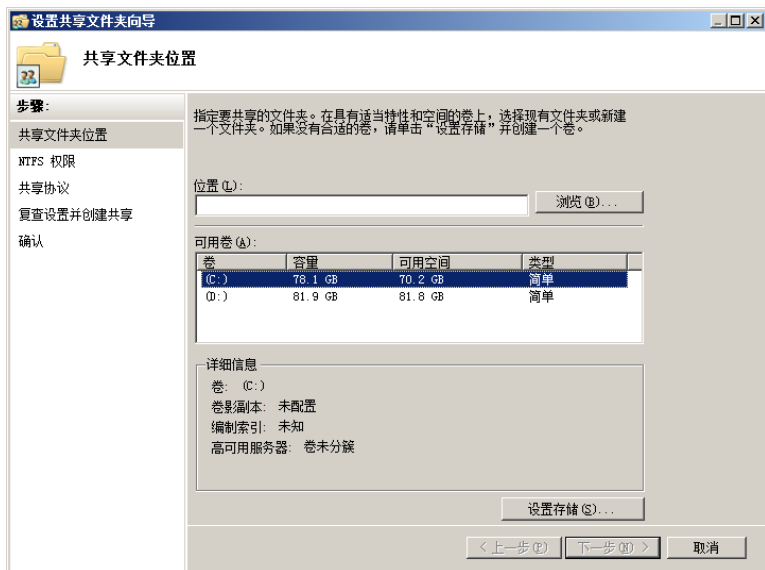 设置共享文件夹向导
共享文件夹位置
步骤:
共享文件夹位置
NTFS 权限
共享协议
复查设置并创建共享
确认
指定要共享的文件夹。在具有适当特性和空间的卷上，选择现有文件夹或新建
一个文件夹。如果没有合适的卷，请单击“设置存储”并创建一个卷。
位置(L):
浏览(B)...
可用卷(A):
卷 容量 可用空间 类型
(C:) 78.1 GB 70.2 GB 简单
(D:) 81.9 GB 81.8 GB 简单
详细信息
卷: (C:)
卷影副本: 未配置
编制索引: 未知
高可用服务器: 卷未分簇
设置存储(S)...
< 上一步(P) 下一步(N) > 取消